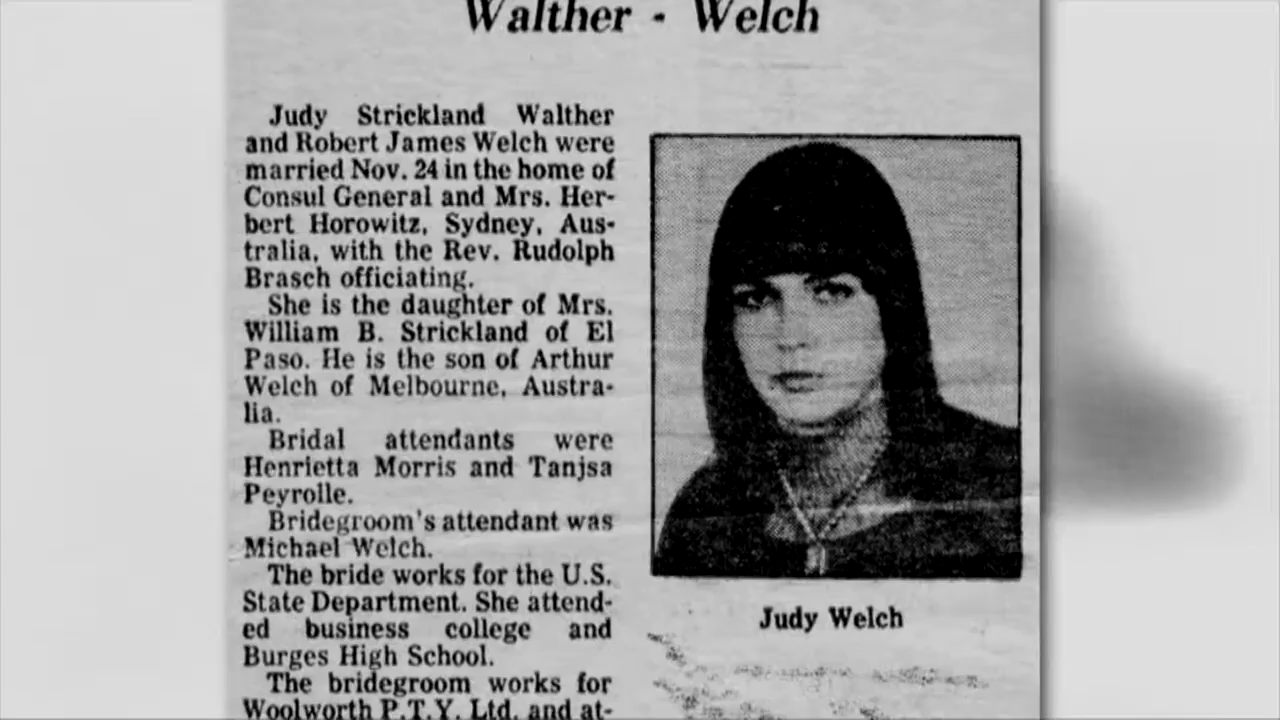 Walther - Welch
Judy Strickland Walther
and Robert James Welch were
married Nov. 24 in the home of
Consul General and Mrs. Her-
bert Horowitz, Sydney, Aus-
tralia, with the Rev. Rudolph
Brasch officiating.
She is the daughter of Mrs.
William B. Strickland of El
Paso. He is the son of Arthur
Welch of Melbourne, Austra-
lia.
Bridal attendants were
Henrietta Morris and Tanjsa
Peyrolle.
Bridegroom's attendant was
Michael Welch.
The bride works for the U.S.
State Department. She attend-
ed business college and
Burges High School.
The bridegroom works for
Woolworth P.T.Y. Ltd. and at-
Judy Welch